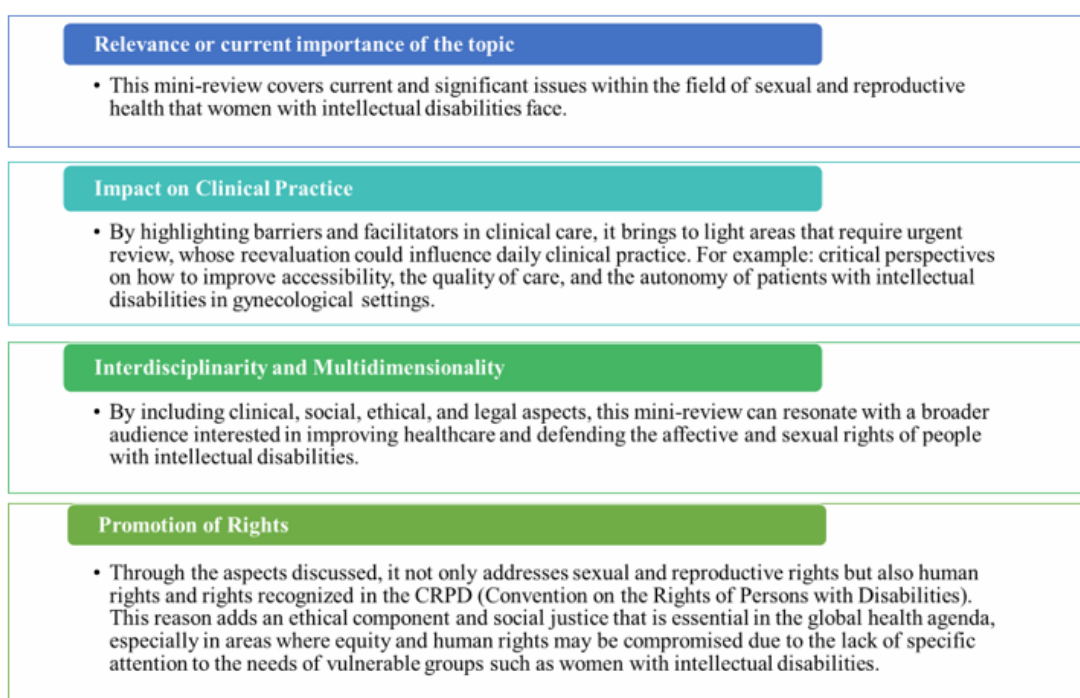 Relevance or current importance of the topic
• This mini-review covers current and significant issues within the field of sexual and reproductive
health that women with intellectual disabilities face.
Impact on Clinical Practice
• By highlighting barriers and facilitators in clinical care, it brings to light areas that require urgent
review, whose reevaluation could influence daily clinical practice. For example: critical perspectives
on how to improve accessibility, the quality of care, and the autonomy of patients with intellectual
disabilities in gynecological settings.
Interdisciplinarity and Multidimensionality
• By including clinical, social, ethical, and legal aspects, this mini-review can resonate with a broader
audience interested in improving healthcare and defending the affective and sexual rights of people
with intellectual disabilities.
Promotion of Rights
• Through the aspects discussed, it not only addresses sexual and reproductive rights but also human
rights and rights recognized in the CRPD (Convention on the Rights of Persons with Disabilities).
This reason adds an ethical component and social justice that is essential in the global health agenda,
especially in areas where equity and human rights may be compromised due to the lack of specific
attention to the needs of vulnerable groups such as women with intellectual disabilities.